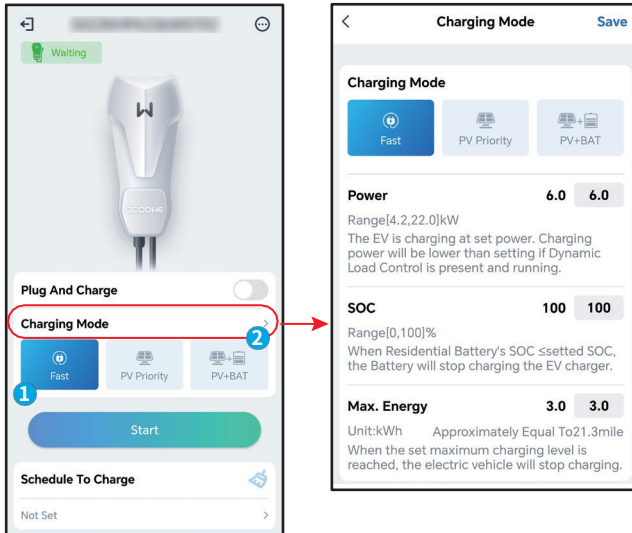 Waiting
GOODWE
Plug And Charge
Charging Mode
2
Fast
PV Priority
PV+BAT
1
Start
Schedule To Charge
Not Set
Charging Mode
Save
Charging Mode
Fast
PV Priority
PV+BAT
Power 6.0 6.0
Range[4.2,22.0]kW
The EV is charging at set power. Charging
power will be lower than setting if Dynamic
Load Control is present and running.
SOC 100 100
Range[0,100]%
When Residential Battery's SOC ≤setted SOC,
the Battery will stop charging the EV charger.
Max. Energy 3.0 3.0
Unit:kWh Approximately Equal To21.3mile
When the set maximum charging level is
reached, the electric vehicle will stop charging.